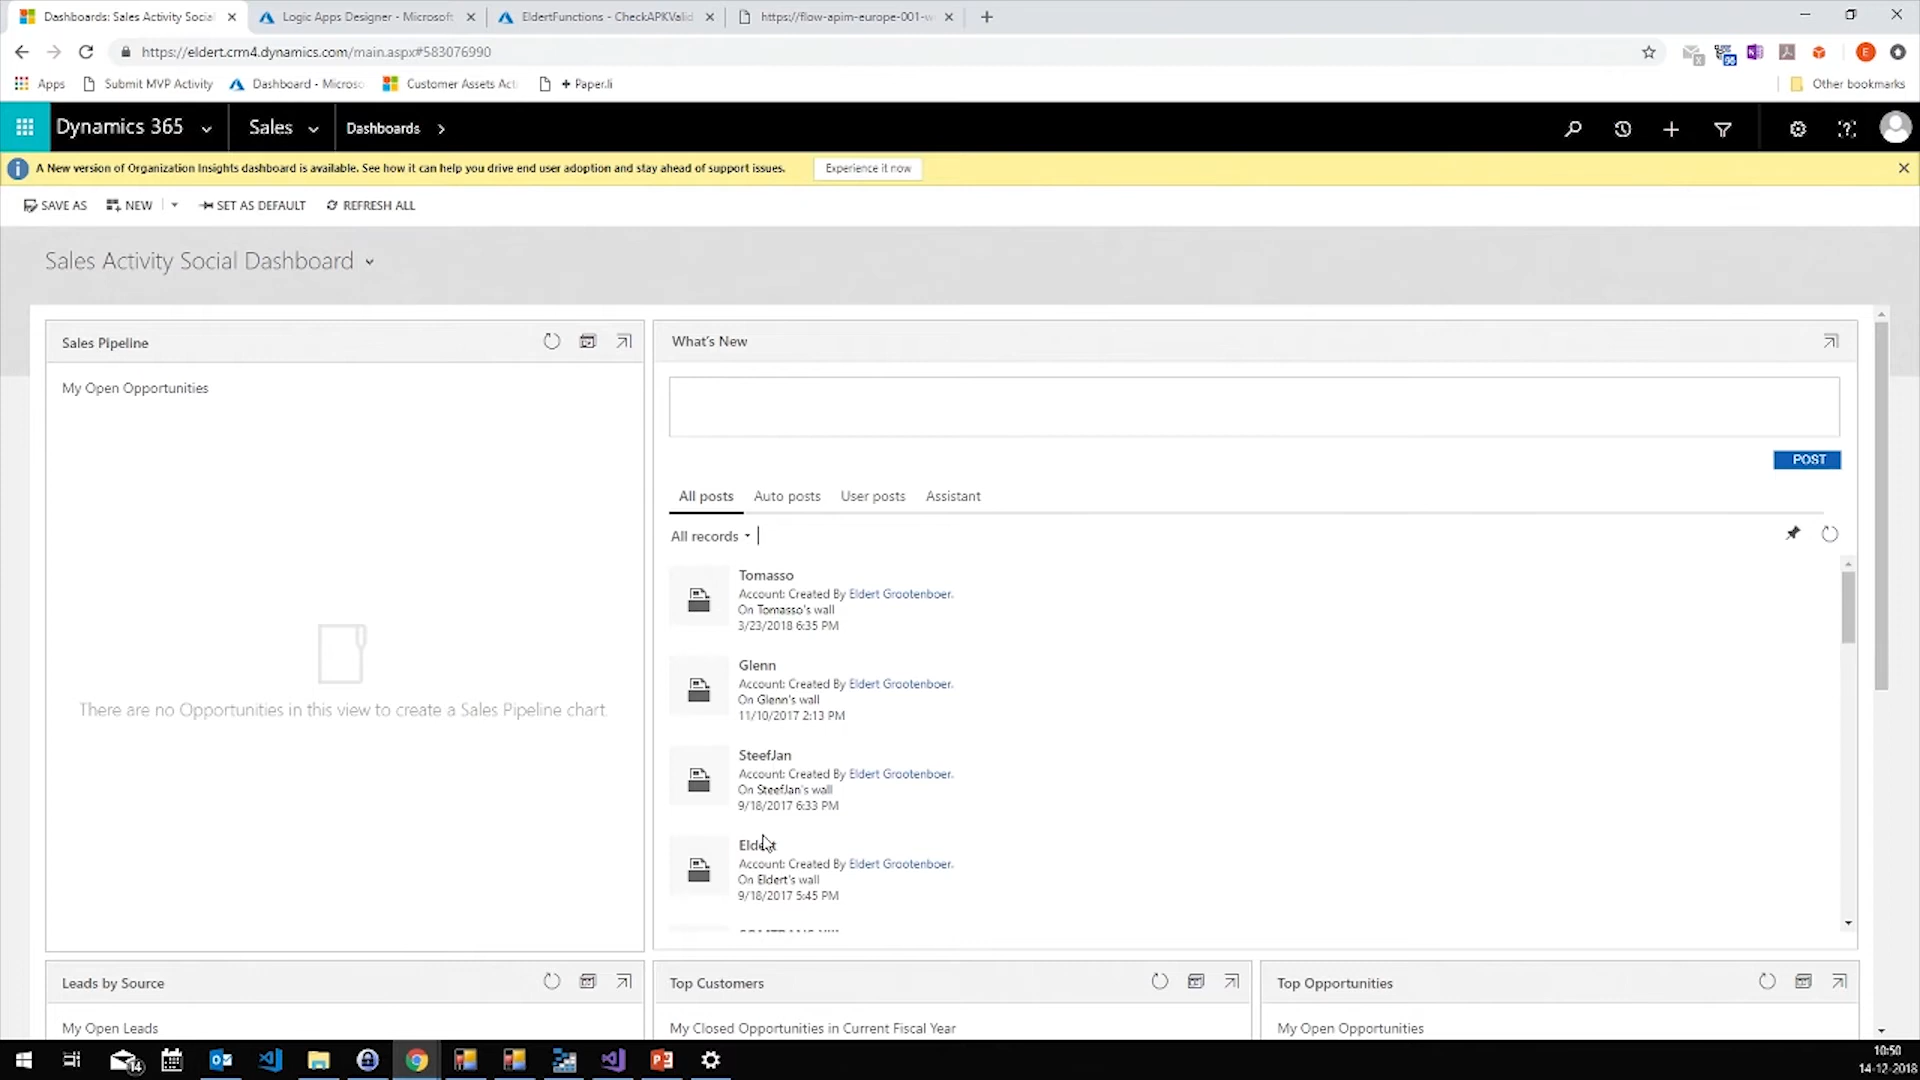 Dashboards: Sales Activity Social
Logic Apps Designer - Microsoft
EldertFunctions - CheckAPKValid
https://flow-apim-europe-001-w
https://eldert.crm4.dynamics.com/main.aspx#583076990
Apps
Submit MVP Activity
Dashboard - Microso
Customer Assets Act
+ Paper.li
Other bookmarks
Dynamics 365
Sales
Dashboards
A New version of Organization Insights dashboard is available. See how it can help you drive end user adoption and stay ahead of support issues.
Experience it now
SAVE AS
NEW
SET AS DEFAULT
REFRESH ALL
Sales Activity Social Dashboard
Sales Pipeline
My Open Opportunities
There are no Opportunities in this view to create a Sales Pipeline chart.
What's New
POST
All posts
Auto posts
User posts
Assistant
All records
Tomasso
Account: Created By Eldert Grootenboer.
On Tomasso's wall
3/23/2018 6:35 PM
Glenn
Account: Created By Eldert Grootenboer.
On Glenn's wall
11/10/2017 2:13 PM
SteefJan
Account: Created By Eldert Grootenboer.
On SteefJan's wall
9/18/2017 6:33 PM
Eldert
Account: Created By Eldert Grootenboer.
On Eldert's wall
9/18/2017 5:45 PM
Leads by Source
My Open Leads
Top Customers
My Closed Opportunities in Current Fiscal Year
Top Opportunities
My Open Opportunities
14
10:50
14-12-2018